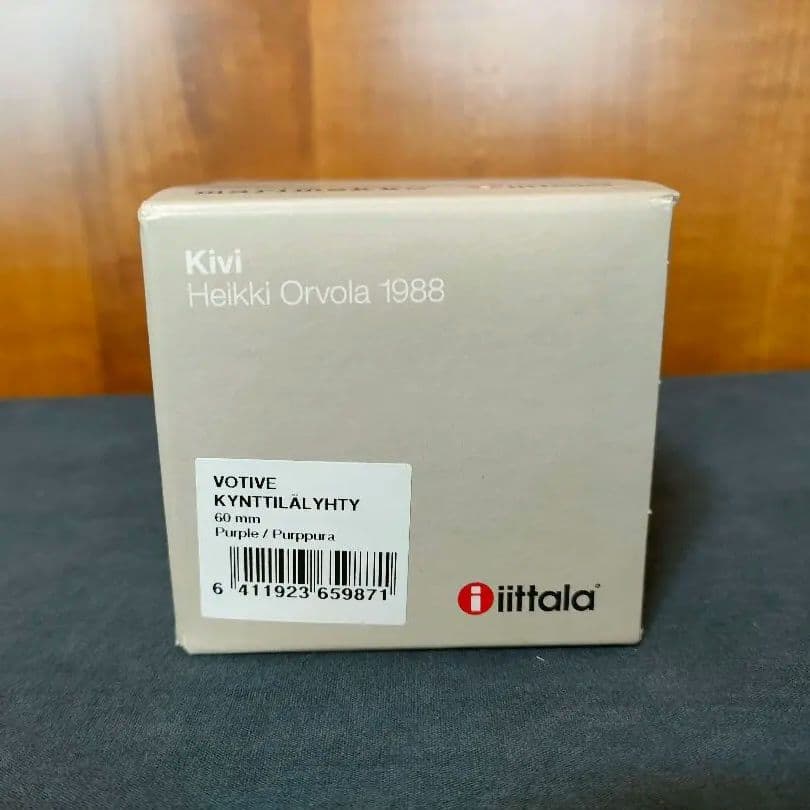 Kivi
Heikki Orvola 1988
VOTIVE
KYNTTILÄLYHTY
60 mm
Purple / Purppura
6 411923 659871
iittala